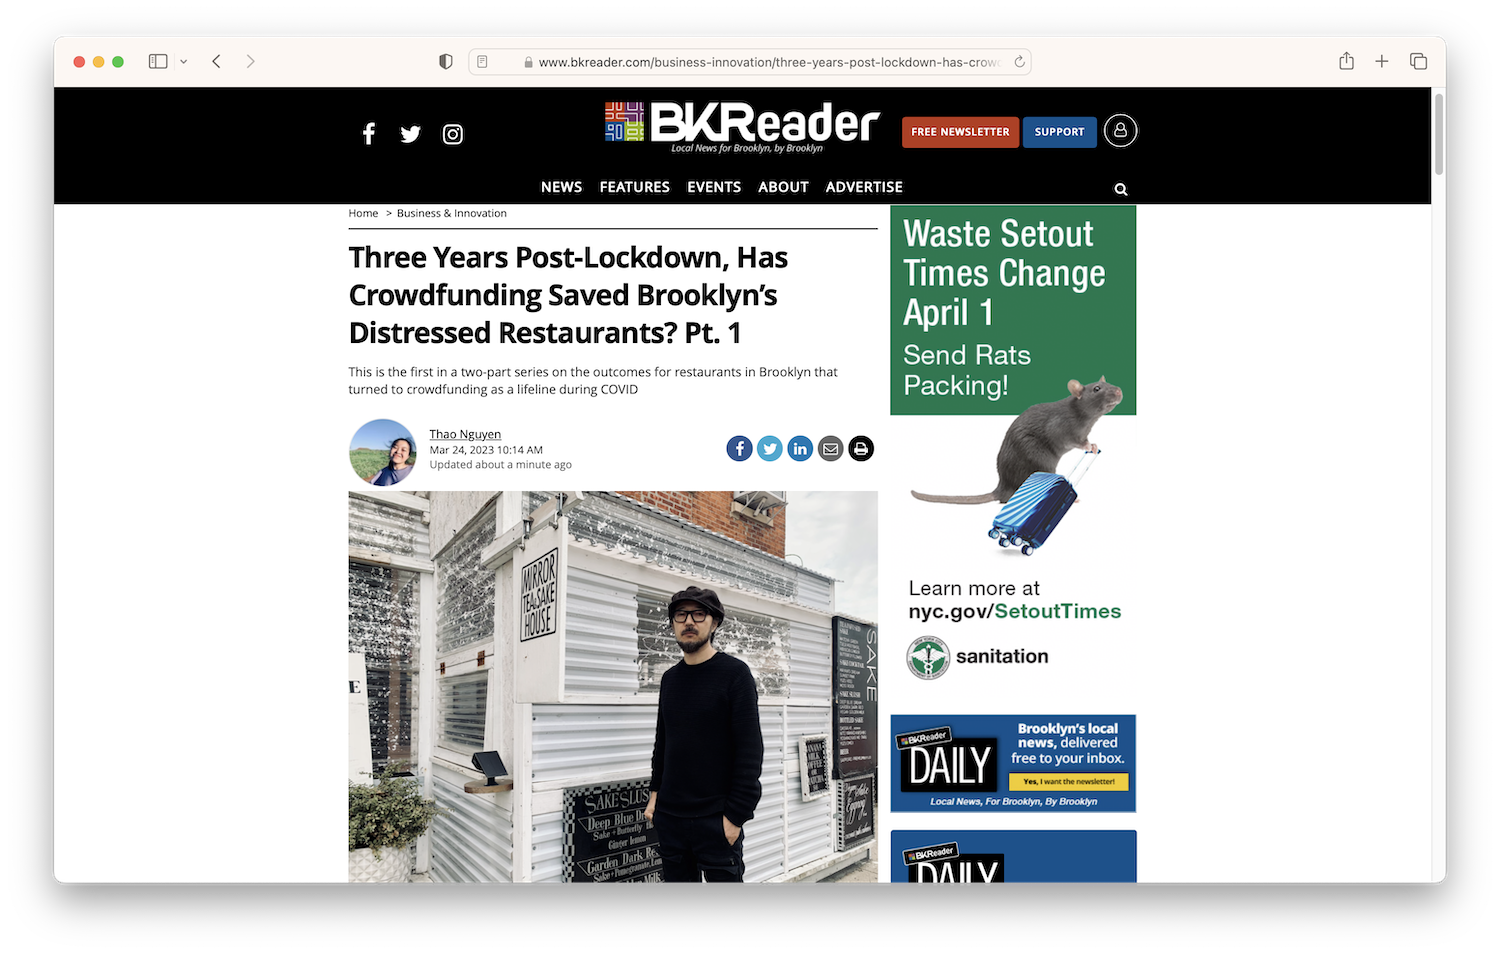 www.bkreader.com/business-innovation/three-years-post-lockdown-has-crowd
BKReader
Local News for Brooklyn, by Brooklyn
FREE NEWSLETTER
SUPPORT
NEWS
FEATURES
EVENTS
ABOUT
ADVERTISE
Home > Business & Innovation
Three Years Post-Lockdown, Has
Crowdfunding Saved Brooklyn’s
Distressed Restaurants? Pt. 1
This is the first in a two-part series on the outcomes for restaurants in Brooklyn that
turned to crowdfunding as a lifeline during COVID
Thao Nguyen
Mar 24, 2023 10:14 AM
Updated about a minute ago
MIRROR
TEA & SAKE
HOUSE
SAKE
SAKE SLUS
Deep Blue
Sake + Butterfly
Ginger
Garden Dark
Sake + Pomegranate
Milk
BANANA
MILK
COFFEE
Waste Setout
Times Change
April 1
Send Rats
Packing!
Learn more at
nyc.gov/SetoutTimes
sanitation
BKReader
DAILY
Brooklyn’s local
news, delivered
free to your inbox.
Yes, I want the newsletter!
Local News, For Brooklyn, By Brooklyn
BKReader
DAILY